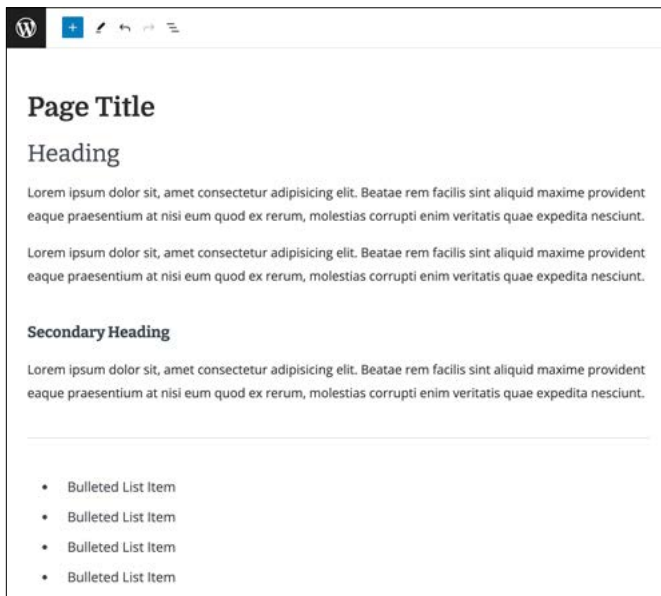 Page Title
Heading
Lorem ipsum dolor sit, amet consectetur adipisicing elit. Beatae rem facilis sint aliquid maxime provident
eaque praesentium at nisi eum quod ex rerum, molestias corrupti enim veritatis quae expedita nesciunt.
Lorem ipsum dolor sit, amet consectetur adipisicing elit. Beatae rem facilis sint aliquid maxime provident
eaque praesentium at nisi eum quod ex rerum, molestias corrupti enim veritatis quae expedita nesciunt.
Secondary Heading
Lorem ipsum dolor sit, amet consectetur adipisicing elit. Beatae rem facilis sint aliquid maxime provident
eaque praesentium at nisi eum quod ex rerum, molestias corrupti enim veritatis quae expedita nesciunt.
• Bulleted List Item
• Bulleted List Item
• Bulleted List Item
• Bulleted List Item